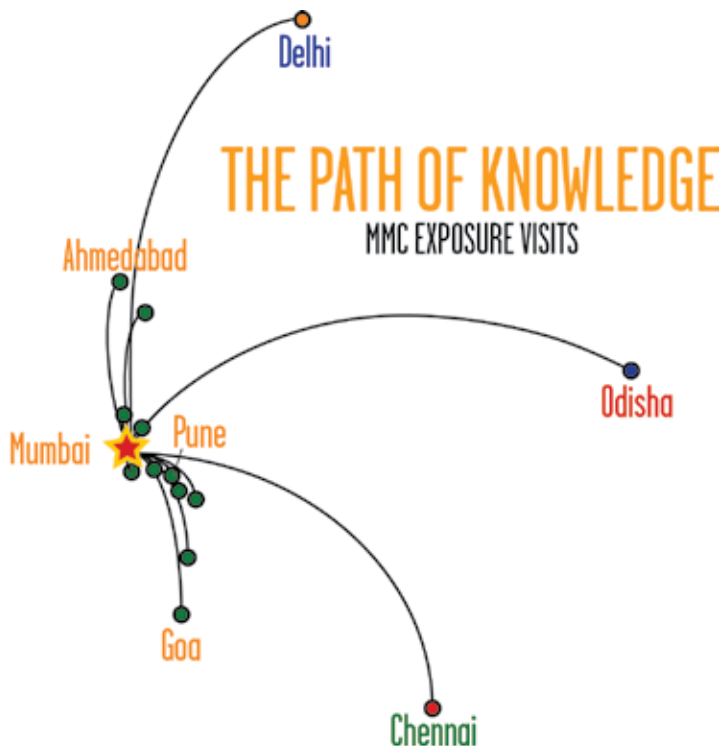 Delhi
THE PATH OF KNOWLEDGE
MMC EXPOSURE VISITS
Ahmedabad
Odisha
Mumbai
Pune
Goa
Chennai